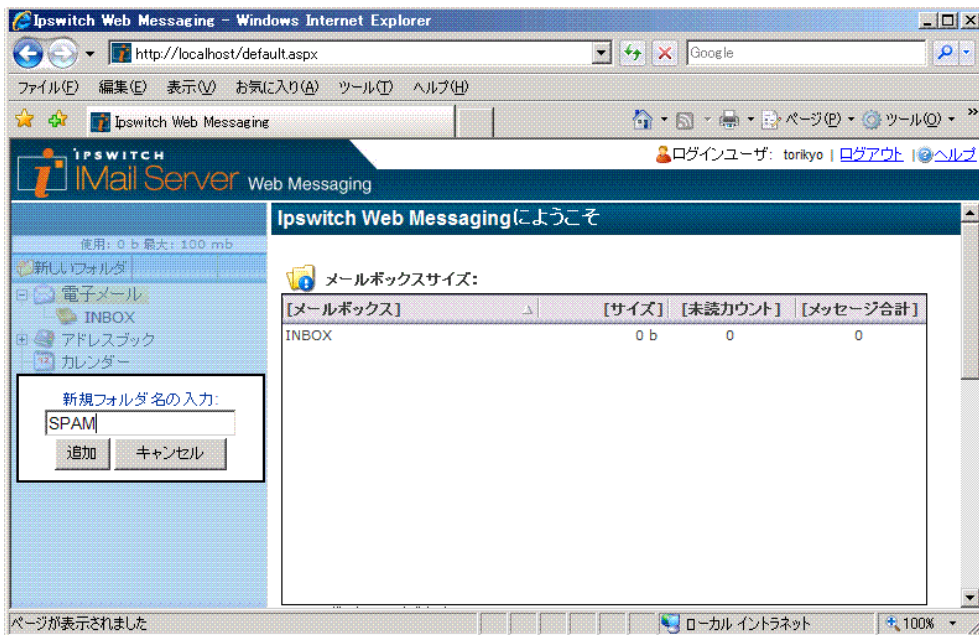 Ipswitch Web Messaging - Windows Internet Explorer
http://localhost/default.aspx
Google
ファイル(F) 編集(E) 表示(V) お気に入り(A) ツール(T) ヘルプ(H)
Ipswitch Web Messaging
ページ(P) ツール(O)
IPSWITCH
IMail Server Web Messaging
ログインユーザ: torikyo | ログアウト | ヘルプ
使用: 0 b 最大: 100 mb
新しいフォルダ
電子メール
INBOX
アドレスブック
カレンダー
新規フォルダ名の入力:
SPAM
追加 キャンセル
Ipswitch Web Messagingにようこそ
メールボックスサイズ:
[メールボックス] [サイズ] [未読カウント] [メッセージ合計]
INBOX 0 b 0 0
ページが表示されました
ローカル イントラネット
100%